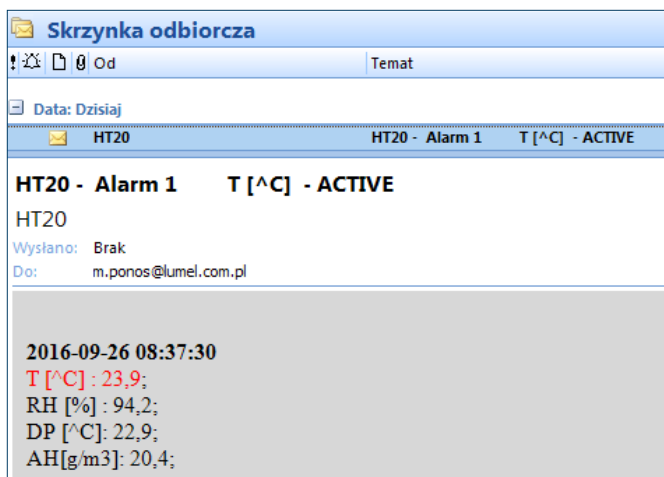 Skrzynka odbiorcza
! Od Temat
Data: Dzisiaj
HT20 HT20 - Alarm 1 T [^C] - ACTIVE
HT20 - Alarm 1 T [^C] - ACTIVE
HT20
Wysłano: Brak
Do: m.ponos@lumel.com.pl
2016-09-26 08:37:30
T [^C] : 23,9;
RH [%] : 94,2;
DP [^C]: 22,9;
AH[g/m3]: 20,4;